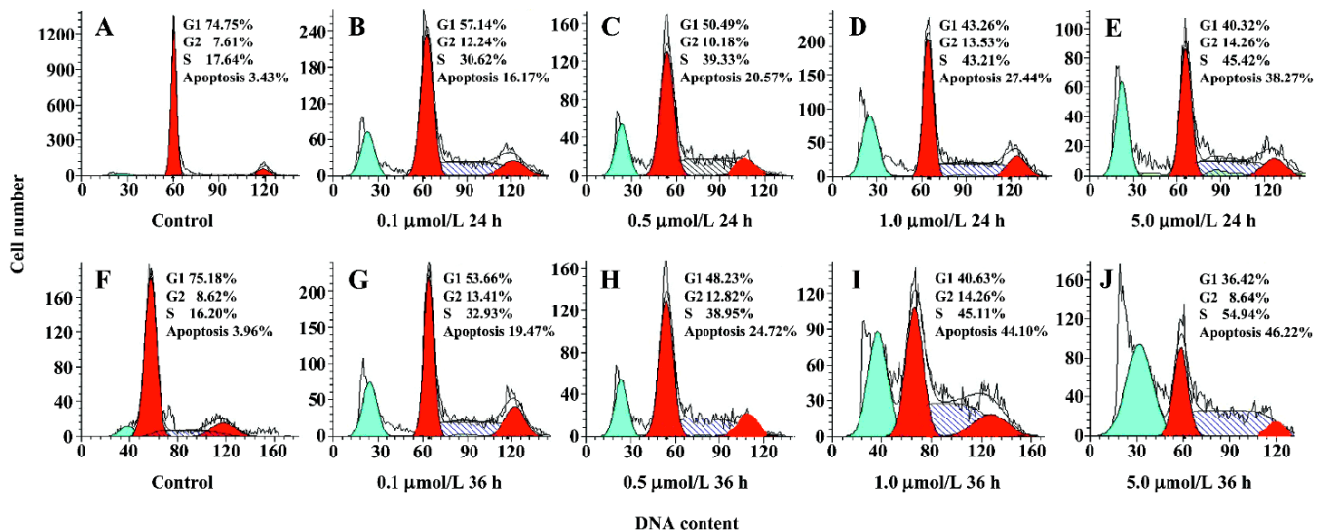 A
G1 74.75%
G2 7.61%
S 17.64%
Apoptosis 3.43%
1200
900
600
300
0
0 30 60 90 120
Control
B
G1 57.14%
G2 12.24%
S 30.62%
Apoptosis 16.17%
240
180
120
60
0
0 30 60 90 120
0.1 μmol/L 24 h
C
G1 50.49%
G2 10.18%
S 39.33%
Apoptosis 20.57%
160
120
80
40
0
0 30 60 90 120
0.5 μmol/L 24 h
D
G1 43.26%
G2 13.53%
S 43.21%
Apoptosis 27.44%
200
150
100
50
0
0 30 60 90 120
1.0 μmol/L 24 h
E
G1 40.32%
G2 14.26%
S 45.42%
Apoptosis 38.27%
100
80
60
40
20
0
0 30 60 90 120
5.0 μmol/L 24 h
Cell number
F
G1 75.18%
G2 8.62%
S 16.20%
Apoptosis 3.96%
160
120
80
40
0
0 40 80 120 160
Control
G
G1 53.66%
G2 13.41%
S 32.93%
Apoptosis 19.47%
200
150
100
50
0
0 30 60 90 120
0.1 μmol/L 36 h
H
G1 48.23%
G2 12.82%
S 38.95%
Apoptosis 24.72%
160
120
80
40
0
0 30 60 90 120
0.5 μmol/L 36 h
I
G1 40.63%
G2 14.26%
S 45.11%
Apoptosis 44.10%
120
90
60
30
0
0 40 80 120 160
1.0 μmol/L 36 h
J
G1 36.42%
G2 8.64%
S 54.94%
Apoptosis 46.22%
160
120
80
40
0
0 30 60 90 120
5.0 μmol/L 36 h
DNA content